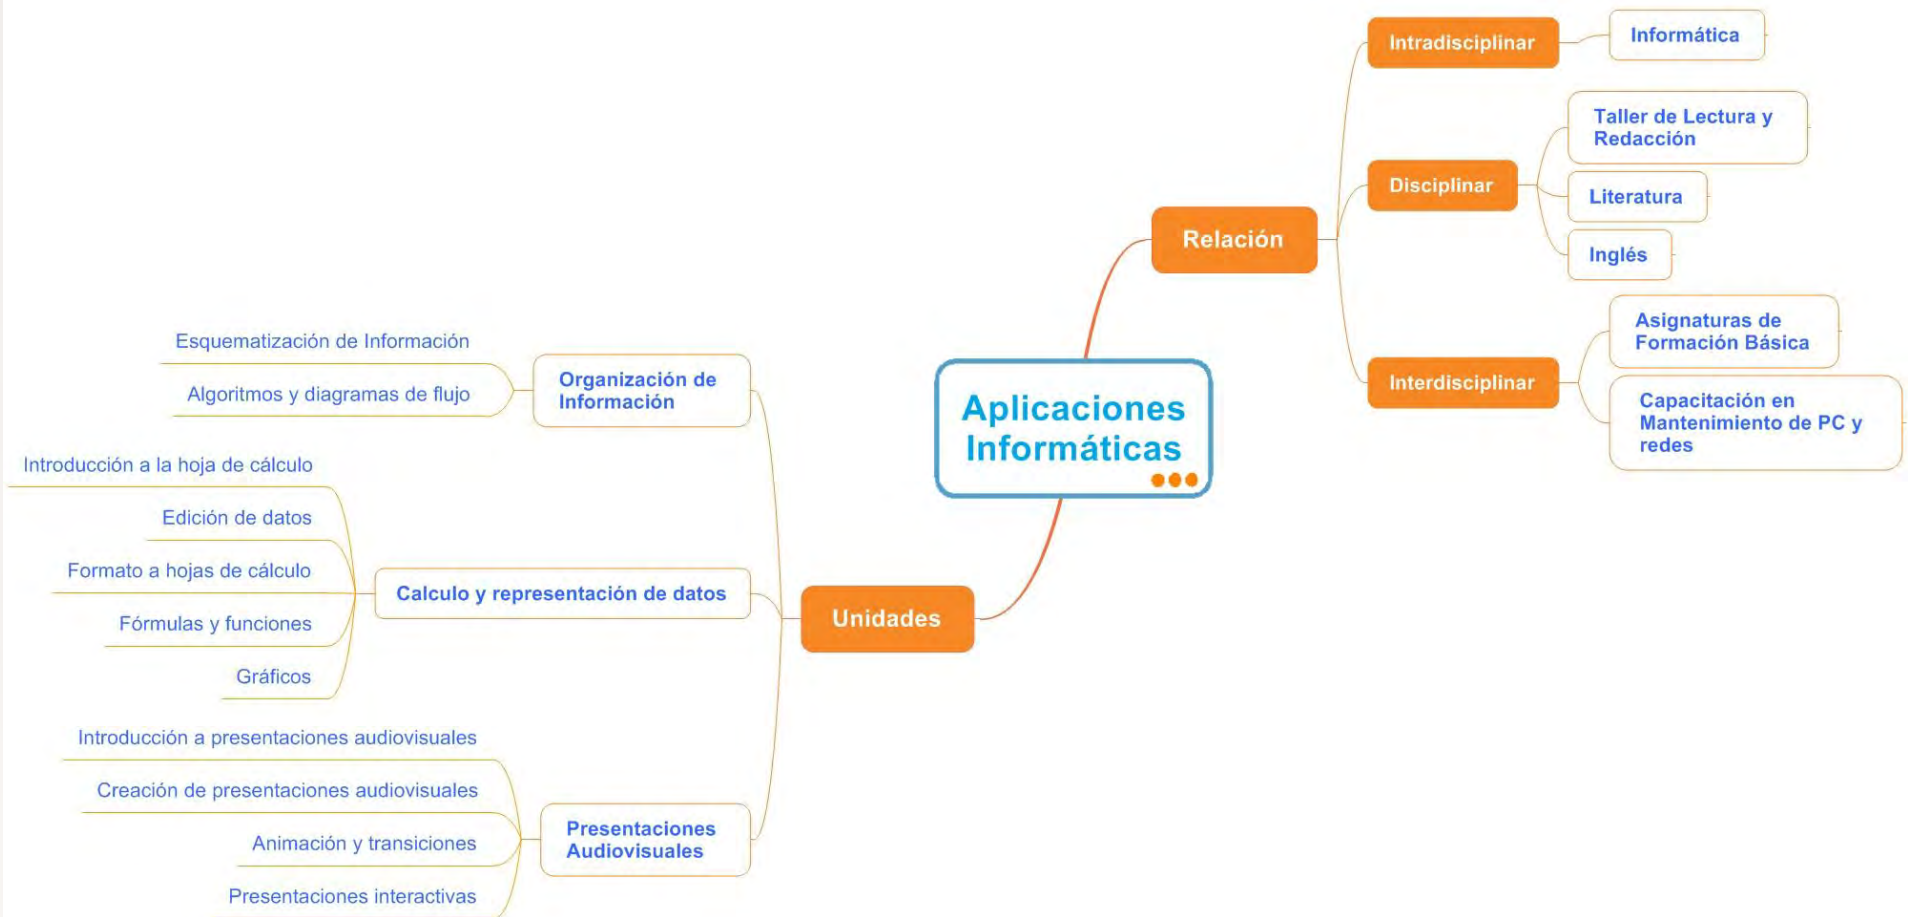 Aplicaciones
Informáticas
Relación
Intradisciplinar
Informática
Disciplinar
Taller de Lectura y
Redacción
Literatura
Inglés
Interdisciplinar
Asignaturas de
Formación Básica
Capacitación en
Mantenimiento de PC y
redes
Unidades
Organización de
Información
Esquematización de Información
Algoritmos y diagramas de flujo
Calculo y representación de datos
Introducción a la hoja de cálculo
Edición de datos
Formato a hojas de cálculo
Fórmulas y funciones
Gráficos
Presentaciones
Audiovisuales
Introducción a presentaciones audiovisuales
Creación de presentaciones audiovisuales
Animación y transiciones
Presentaciones interactivas